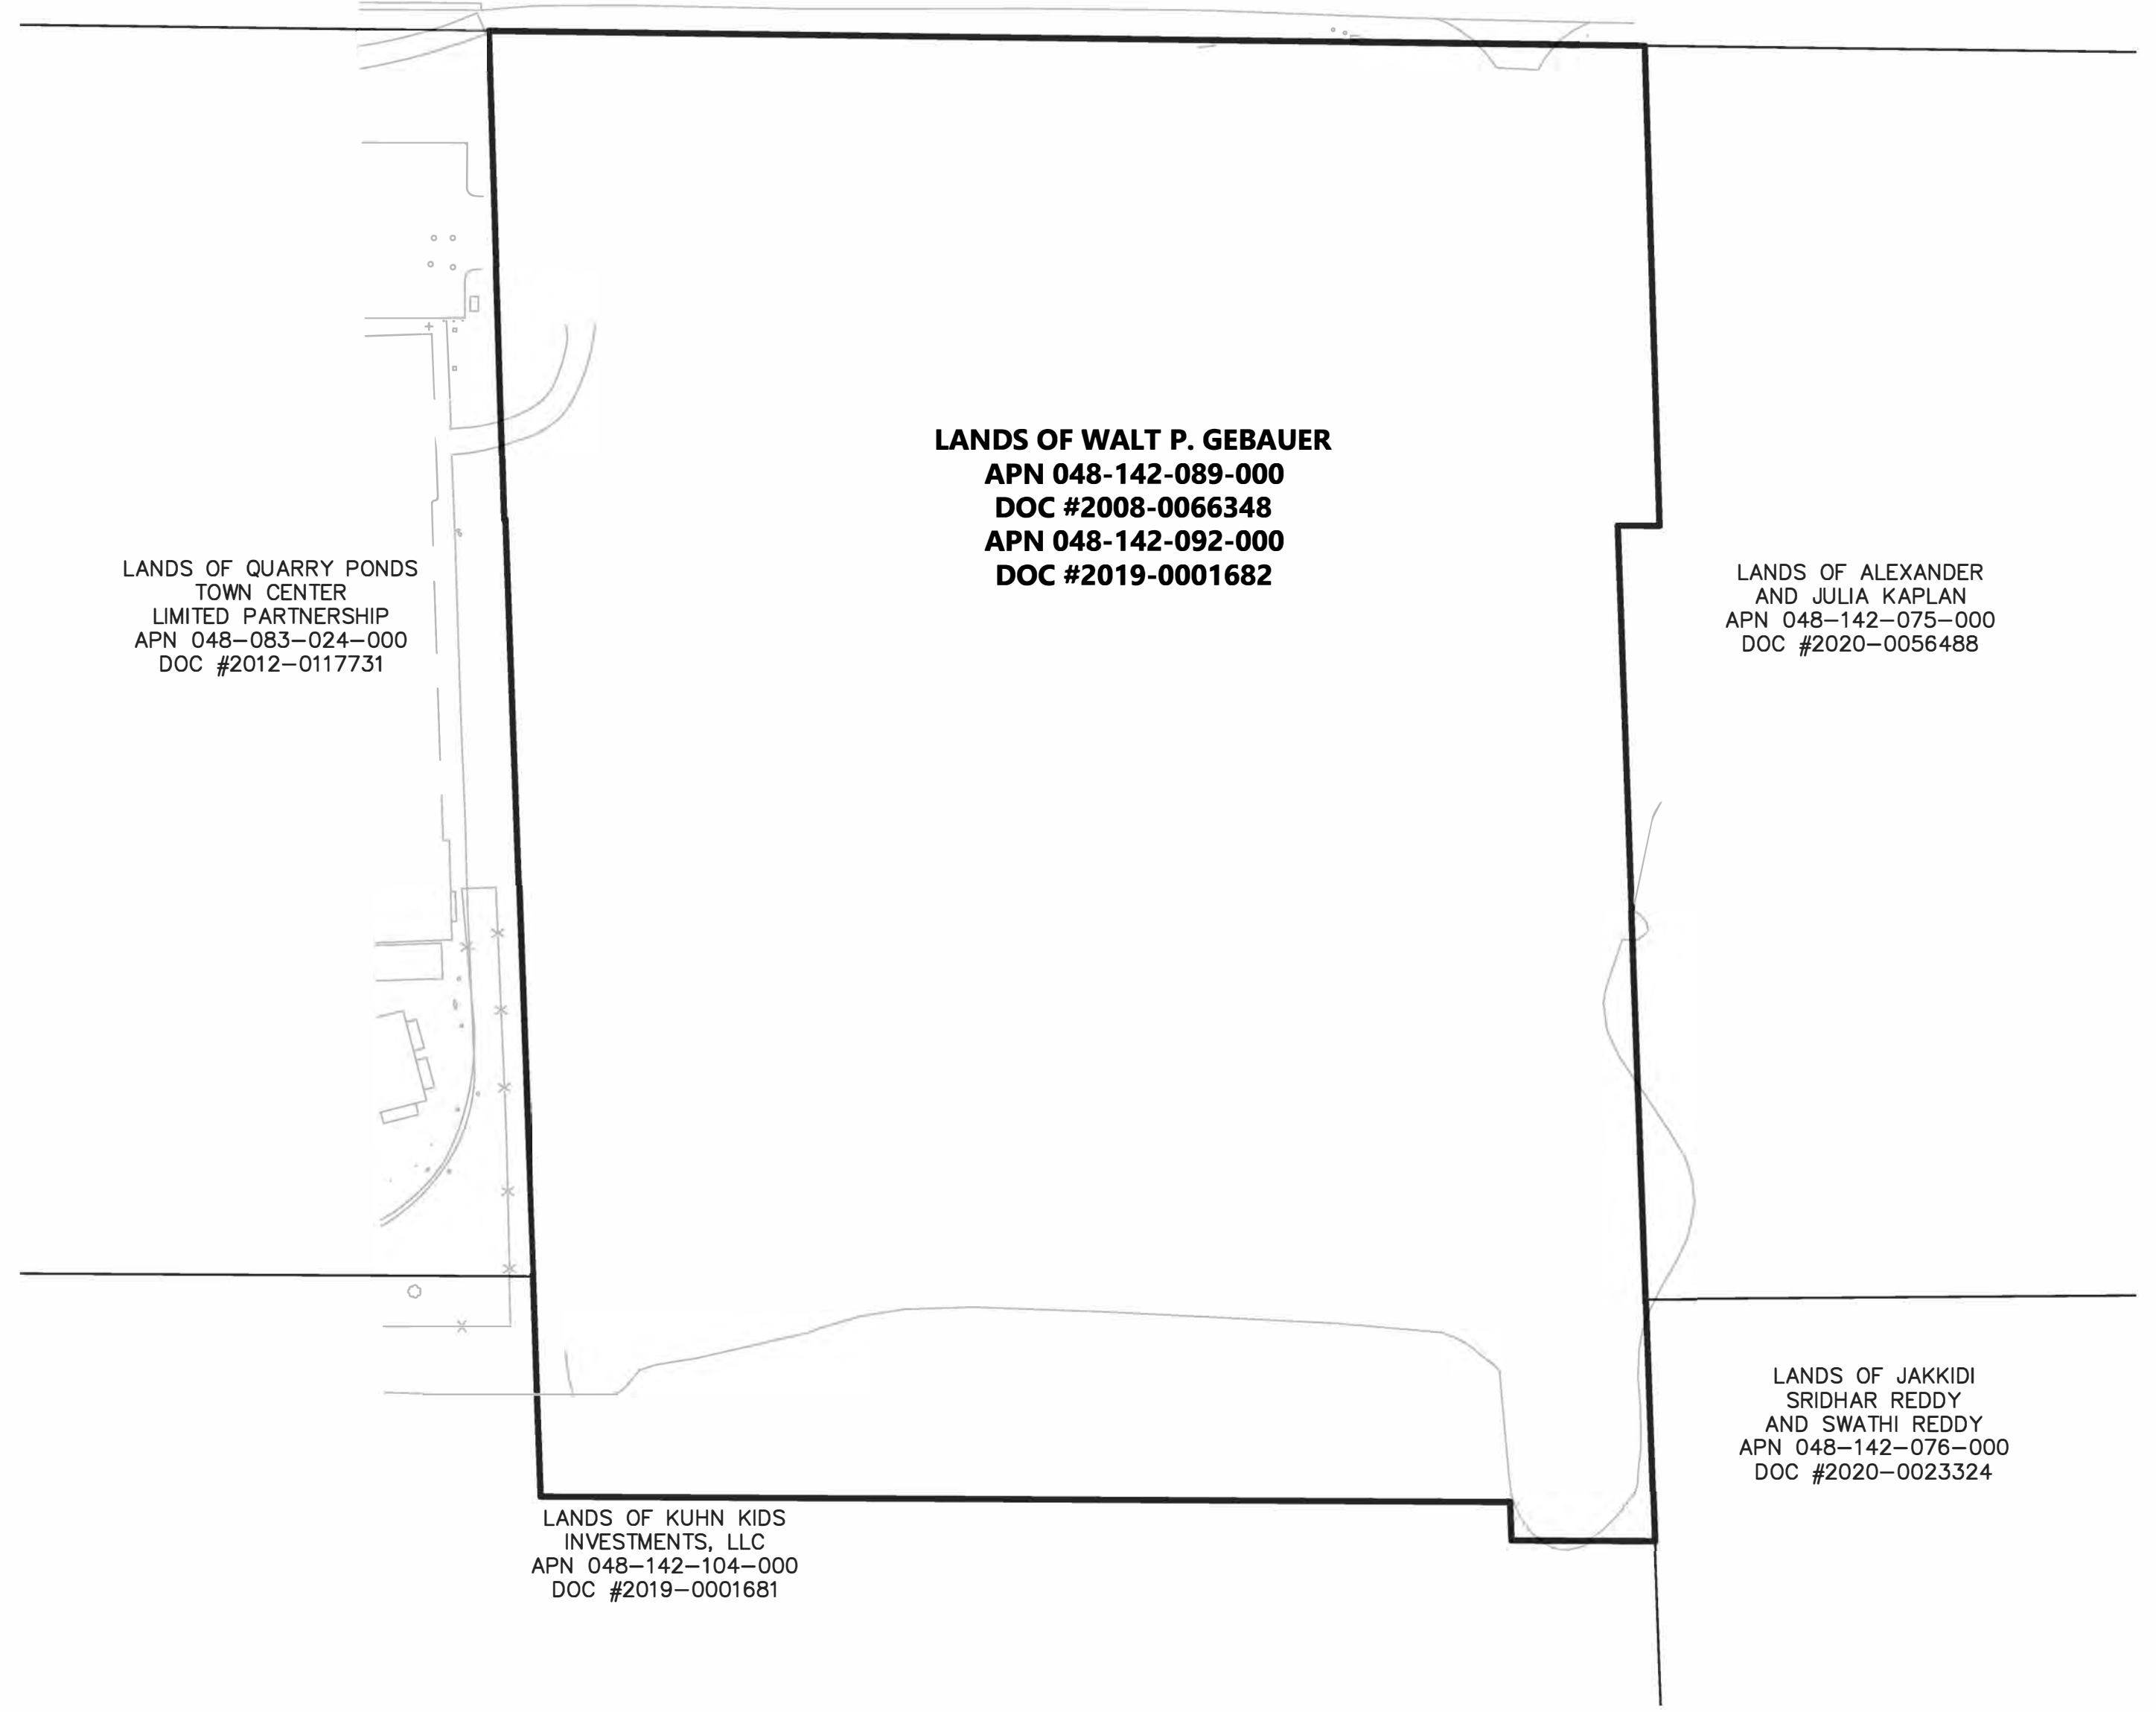 LANDS OF WALT P. GEBAUER
APN 048-142-089-000
DOC #2008-0066348
APN 048-142-092-000
DOC #2019-0001682
LANDS OF QUARRY PONDS
TOWN CENTER
LIMITED PARTNERSHIP
APN 048-083-024-000
DOC #2012-0117731
LANDS OF ALEXANDER
AND JULIA KAPLAN
APN 048-142-075-000
DOC #2020-0056488
LANDS OF JAKKIDI
SRIDHAR REDDY
AND SWATHI REDDY
APN 048-142-076-000
DOC #2020-0023324
LANDS OF KUHN KIDS
INVESTMENTS, LLC
APN 048-142-104-000
DOC #2019-0001681